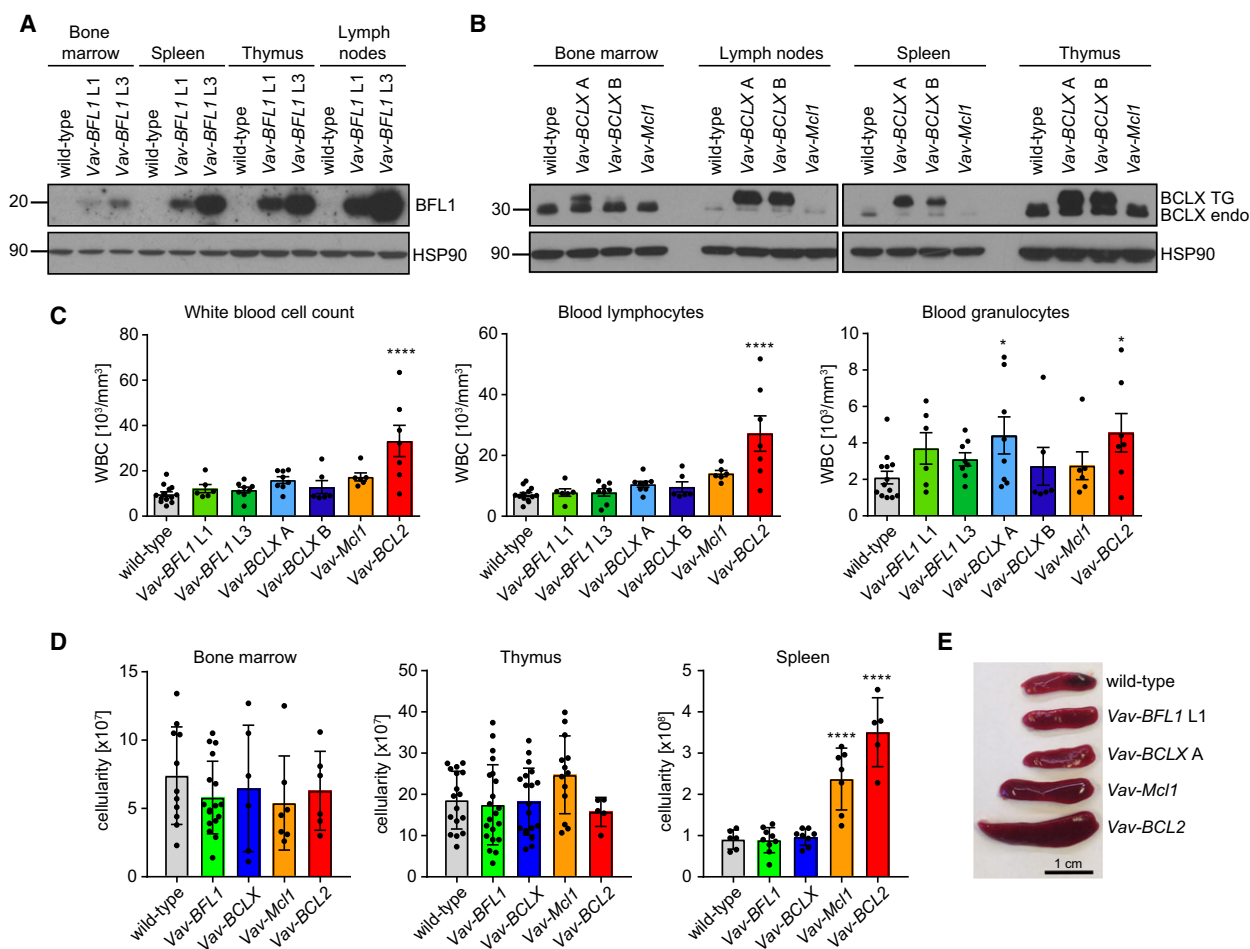 A
Bone marrow
Spleen
Thymus
Lymph nodes
wild-type
Vav-BFL1 L1
Vav-BFL1 L3
wild-type
Vav-BFL1 L1
Vav-BFL1 L3
wild-type
Vav-BFL1 L1
Vav-BFL1 L3
wild-type
Vav-BFL1 L1
Vav-BFL1 L3
20
BFL1
90
HSP90
B
Bone marrow
Lymph nodes
Spleen
Thymus
wild-type
Vav-BCLX A
Vav-BCLX B
Vav-Mcl1
wild-type
Vav-BCLX A
Vav-BCLX B
Vav-Mcl1
wild-type
Vav-BCLX A
Vav-BCLX B
Vav-Mcl1
wild-type
Vav-BCLX A
Vav-BCLX B
Vav-Mcl1
30
BCLX TG
BCLX endo
90
HSP90
C
White blood cell count
WBC [10³/mm³]
80
60
40
20
0
****
wild-type
Vav-BFL1 L1
Vav-BFL1 L3
Vav-BCLX A
Vav-BCLX B
Vav-Mcl1
Vav-BCL2
Blood lymphocytes
WBC [10³/mm³]
60
40
20
0
****
wild-type
Vav-BFL1 L1
Vav-BFL1 L3
Vav-BCLX A
Vav-BCLX B
Vav-Mcl1
Vav-BCL2
Blood granulocytes
WBC [10³/mm³]
10
8
6
4
2
0
*
*
wild-type
Vav-BFL1 L1
Vav-BFL1 L3
Vav-BCLX A
Vav-BCLX B
Vav-Mcl1
Vav-BCL2
D
Bone marrow
cellularity [x10⁷]
15
10
5
0
wild-type
Vav-BFL1
Vav-BCLX
Vav-Mcl1
Vav-BCL2
Thymus
cellularity [x10⁷]
50
40
30
20
10
0
wild-type
Vav-BFL1
Vav-BCLX
Vav-Mcl1
Vav-BCL2
Spleen
cellularity [x10⁸]
5
4
3
2
1
0
****
****
wild-type
Vav-BFL1
Vav-BCLX
Vav-Mcl1
Vav-BCL2
E
wild-type
Vav-BFL1 L1
Vav-BCLX A
Vav-Mcl1
Vav-BCL2
1 cm